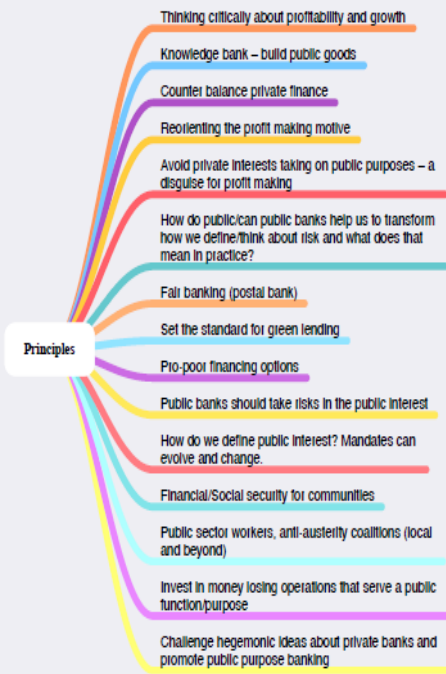 Thinking critically about profitability and growth
Knowledge bank – build public goods
Counter balance private finance
Reorienting the profit making motive
Avoid private interests taking on public purposes – a
disguise for profit making
How do public/can public banks help us to transform
how we define/think about risk and what does that
mean in practice?
Fair banking (postal bank)
Set the standard for green lending
Principles
Pro-poor financing options
Public banks should take risks in the public interest
How do we define public interest? Mandates can
evolve and change.
Financial/Social security for communities
Public sector workers, anti-austerity coalitions (local
and beyond)
Invest in money losing operations that serve a public
function/purpose
Challenge hegemonic ideas about private banks and
promote public purpose banking